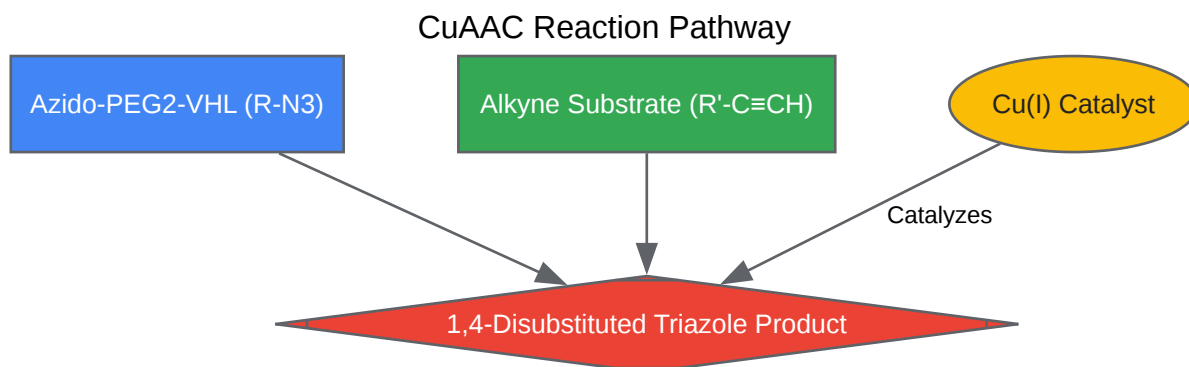 CuAAC Reaction Pathway
Azido-PEG2-VHL (R-N3)
Alkyne Substrate (R'-C≡CH)
Cu(I) Catalyst
Catalyzes
1,4-Disubstituted Triazole Product